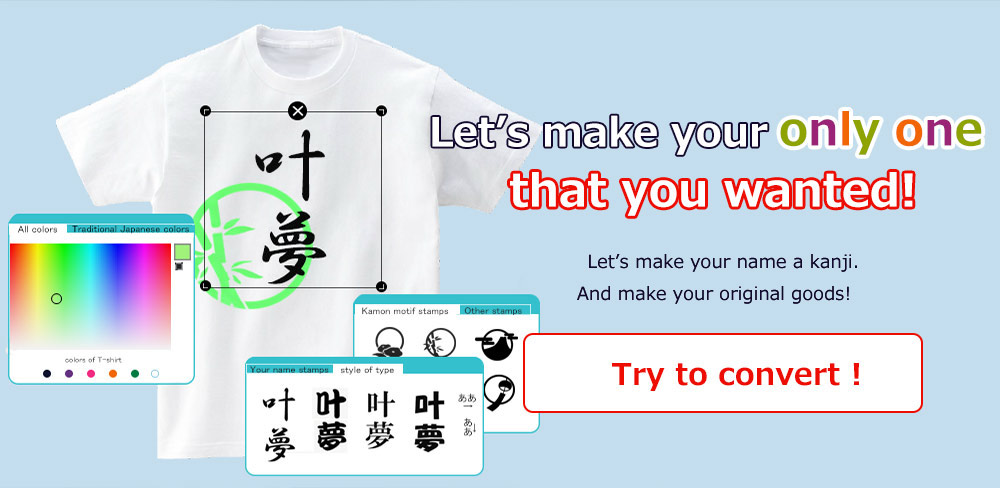 Let's make your only one
that you wanted!
Let's make your name a kanji.
And make your original goods!
Try to convert !
叶
夢
All colors
Traditional Japanese colors
colors of T-shirt
Kamon motif stamps
Other stamps
Your name stamps
style of type
叶 叶 叶 叶
夢 夢 夢 夢
ああ
→
ああ↓